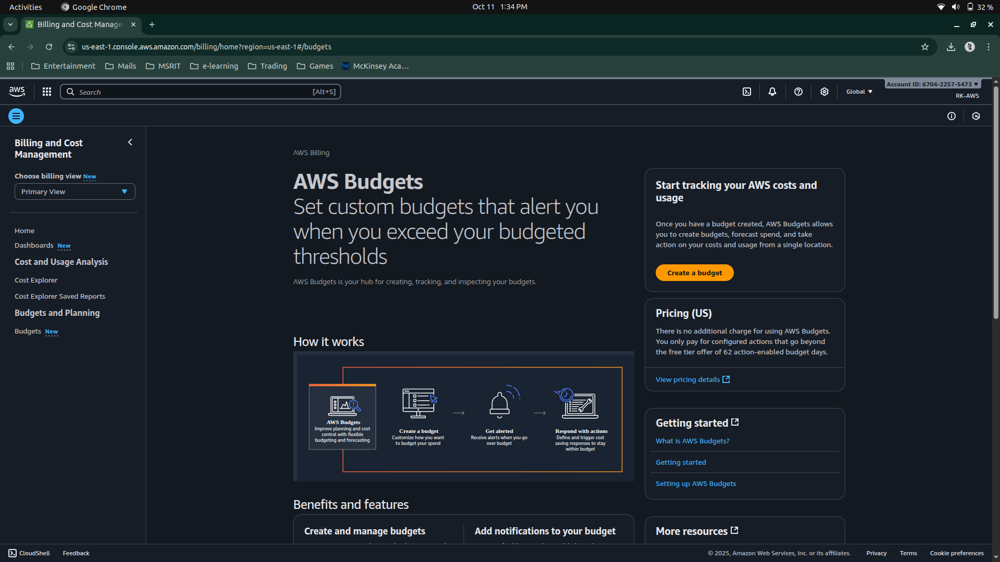 Activities
Google Chrome
Oct 11 1:34 PM
32 %
Billing and Cost Manage
us-east-1.console.aws.amazon.com/billing/home?region=us-east-1#/budgets
Entertainment
Mails
MSRIT
e-learning
Trading
Games
McKinsey Aca...
aws
Search
[Alt+S]
Global
Account ID: 6704-2257-5473
RK-AWS
Billing and Cost
Management
Choose billing view New
Primary View
Home
Dashboards New
Cost and Usage Analysis
Cost Explorer
Cost Explorer Saved Reports
Budgets and Planning
Budgets New
AWS Billing
AWS Budgets
Set custom budgets that alert you
when you exceed your budgeted
thresholds
AWS Budgets is your hub for creating, tracking, and inspecting your budgets.
How it works
AWS Budgets
Improve planning and cost
control with flexible
budgeting and forecasting
Create a budget
Customize how you want
to budget your spend
Get alerted
Receive alerts when you go
over budget
Respond with actions
Define and trigger cost
saving responses to stay
within budget
Benefits and features
Create and manage budgets
Add notifications to your budget
Start tracking your AWS costs and
usage
Once you have a budget created, AWS Budgets allows
you to create budgets, forecast spend, and take
action on your costs and usage from a single location.
Create a budget
Pricing (US)
There is no additional charge for using AWS Budgets.
You only pay for configured actions that go beyond
the free tier offer of 62 action-enabled budget days.
View pricing details
Getting started
What is AWS Budgets?
Getting started
Setting up AWS Budgets
More resources
CloudShell
Feedback
© 2025, Amazon Web Services, Inc. or its affiliates.
Privacy
Terms
Cookie preferences